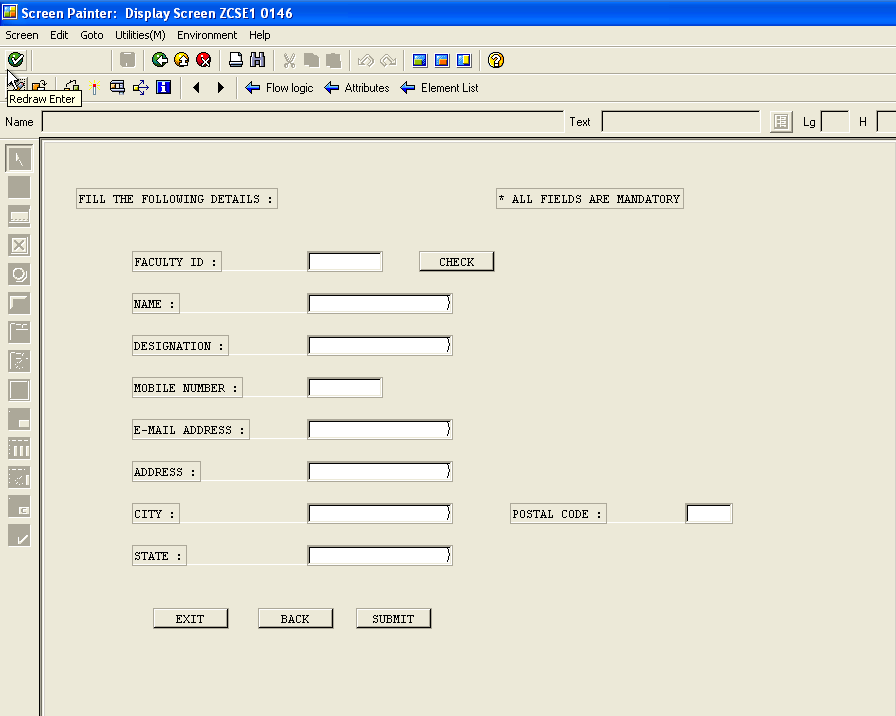 Screen Painter: Display Screen ZCSE1 0146
Screen Edit Goto Utilities(M) Environment Help
Flow logic Attributes Element List
Redraw Enter
Name Text Lg H
FILL THE FOLLOWING DETAILS : * ALL FIELDS ARE MANDATORY
FACULTY ID : CHECK
NAME :
DESIGNATION :
MOBILE NUMBER :
E-MAIL ADDRESS :
ADDRESS :
CITY : POSTAL CODE :
STATE :
EXIT BACK SUBMIT